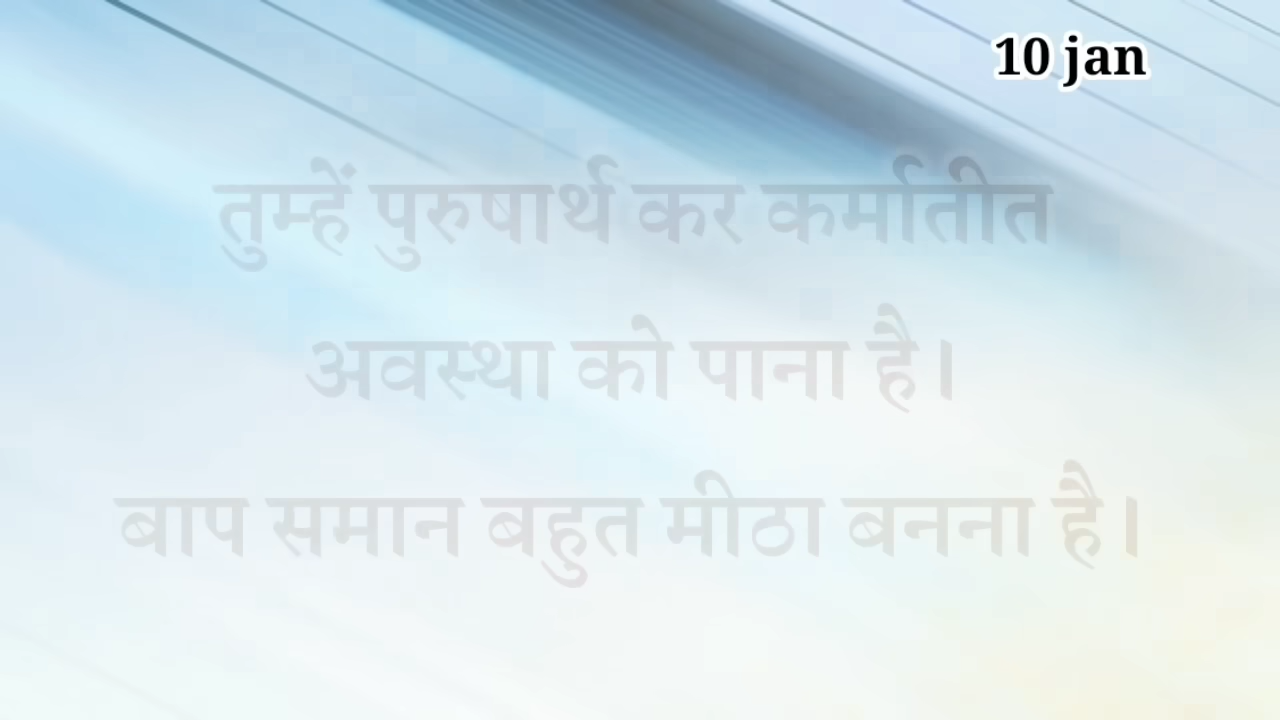 10 jan
तुम्हें पुरुषार्थ कर कर्मातीत
अवस्था को पाना है।
बाप समान बहुत मीठा बनना है।